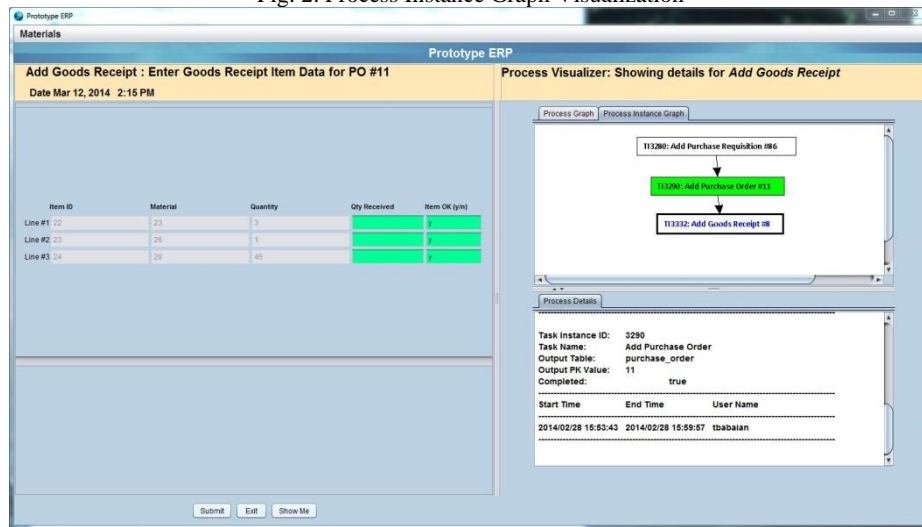 Fig. 2. Process Instance Graph Visualization
Prototype ERP
Materials
Prototype ERP
Add Goods Receipt : Enter Goods Receipt Item Data for PO #11
Date Mar 12, 2014 2:15 PM
Item ID Material Quantity Qty Received Item OK (y/n)
Line #1 22 23 3 y
Line #2 23 26 1 y
Line #3 24 28 45 y
Submit Exit Show Me
Process Visualizer: Showing details for Add Goods Receipt
Process Graph Process Instance Graph
TI3280: Add Purchase Requisition #86
TI3290: Add Purchase Order #11
TI3332: Add Goods Receipt #8
Process Details
Task Instance ID: 3290
Task Name: Add Purchase Order
Output Table: purchase_order
Output PK Value: 11
Completed: true
Start Time End Time User Name
2014/02/28 15:53:43 2014/02/28 15:59:57 tbabaian